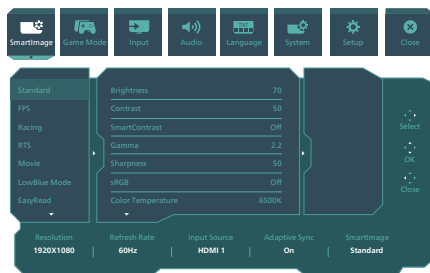 SmartImage Game Mode Input Audio TXT Language System Setup Close
Standard
FPS
Racing
RTS
Movie
LowBlue Mode
EasyRead
Brightness 70
Contrast 50
SmartContrast Off
Gamma 2.2
Sharpness 50
sRGB Off
Color Temperature 6500K
Select
OK
Close
Resolution Refresh Rate Input Source Adaptive Sync SmartImage
1920X1080 | 60Hz | HDMI 1 | On | Standard